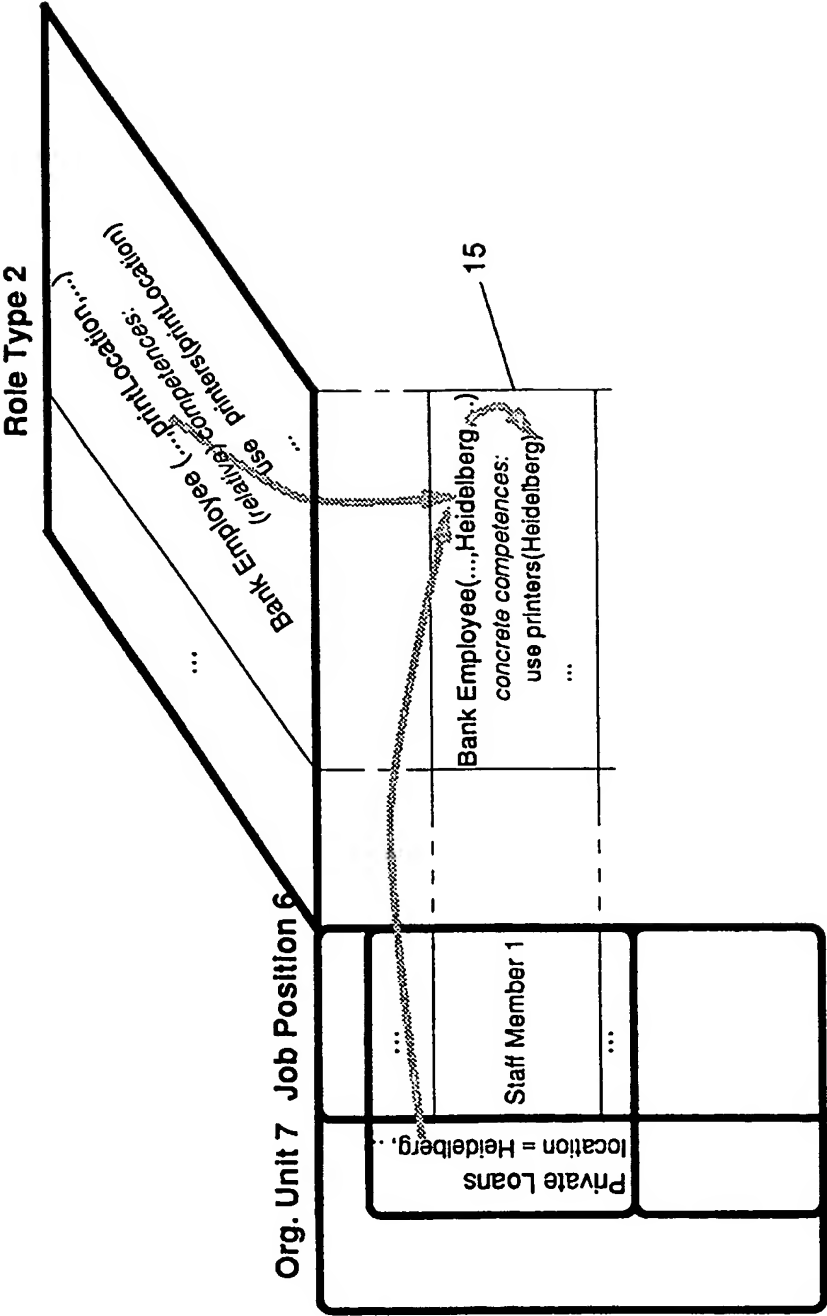 Role Type 2
Bank Employee (...,printLocation,...)
(relative) competences:
use printers(printLocation)
...
...
Org. Unit 7 Job Position 6
Private Loans
location = Heidelberg, ...
...
Staff Member 1
...
15
Bank Employee(...,Heidelberg,..)
concrete competences:
use printers(Heidelberg)
...